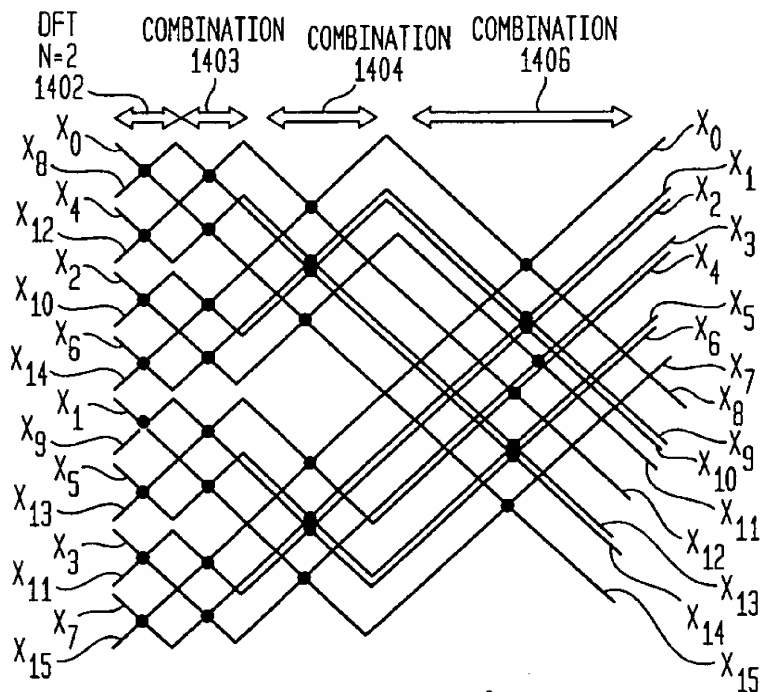 DFT
N=2
1402
COMBINATION
1403
COMBINATION
1404
COMBINATION
1406
X0
X8
X4
X12
X2
X10
X6
X14
X1
X9
X5
X13
X3
X11
X7
X15
X0
X1
X2
X3
X4
X5
X6
X7
X8
X9
X10
X11
X12
X13
X14
X15